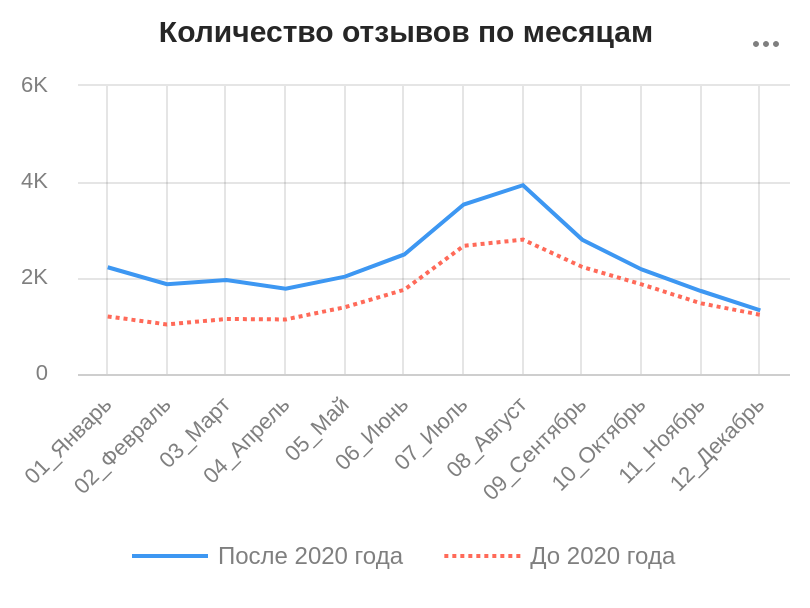 Количество отзывов по месяцам
6K
4K
2K
0
01_Январь
02_Февраль
03_Март
04_Апрель
05_Май
06_Июнь
07_Июль
08_Август
09_Сентябрь
10_Октябрь
11_Ноябрь
12_Декабрь
После 2020 года
До 2020 года